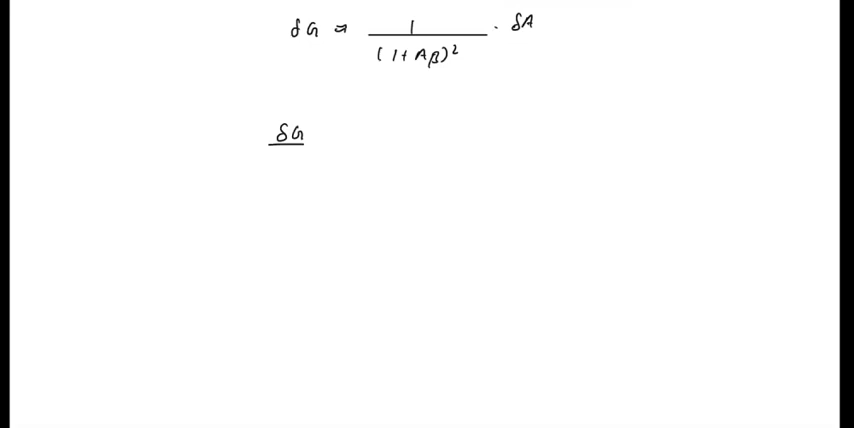 δG = 1/(1+Aβ)² · δA
δG